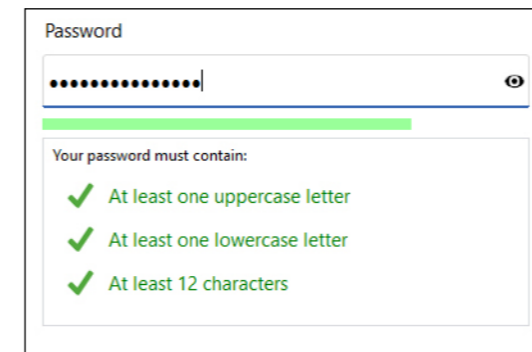 Password
•••••••••••••••
Your password must contain:
At least one uppercase letter
At least one lowercase letter
At least 12 characters